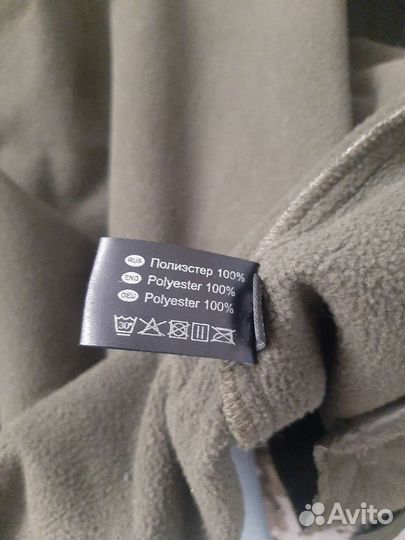 RUS Полиэстер 100%
ENG Polyester 100%
DEU Polyester 100%
30°
Avito